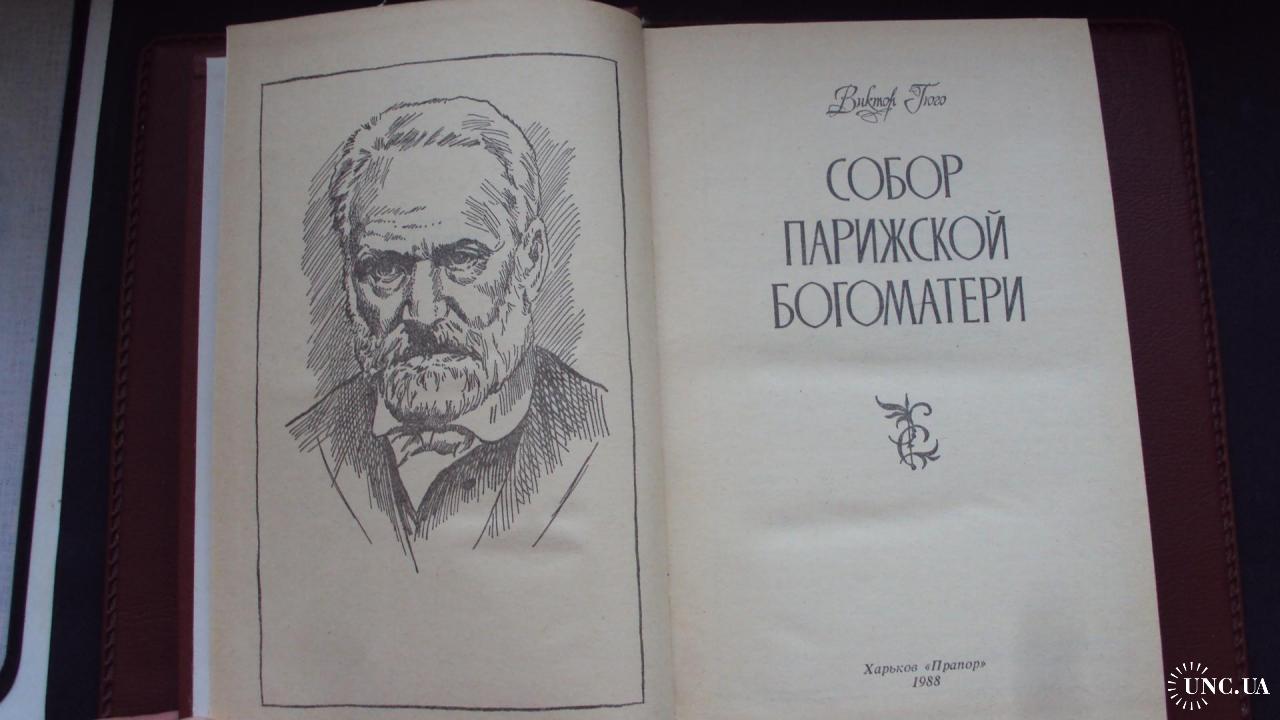 Виктор Гюго
СОБОР
ПАРИЖСКОЙ
БОГОМАТЕРИ
Харьков «Прапор»
1988
UNC.UA